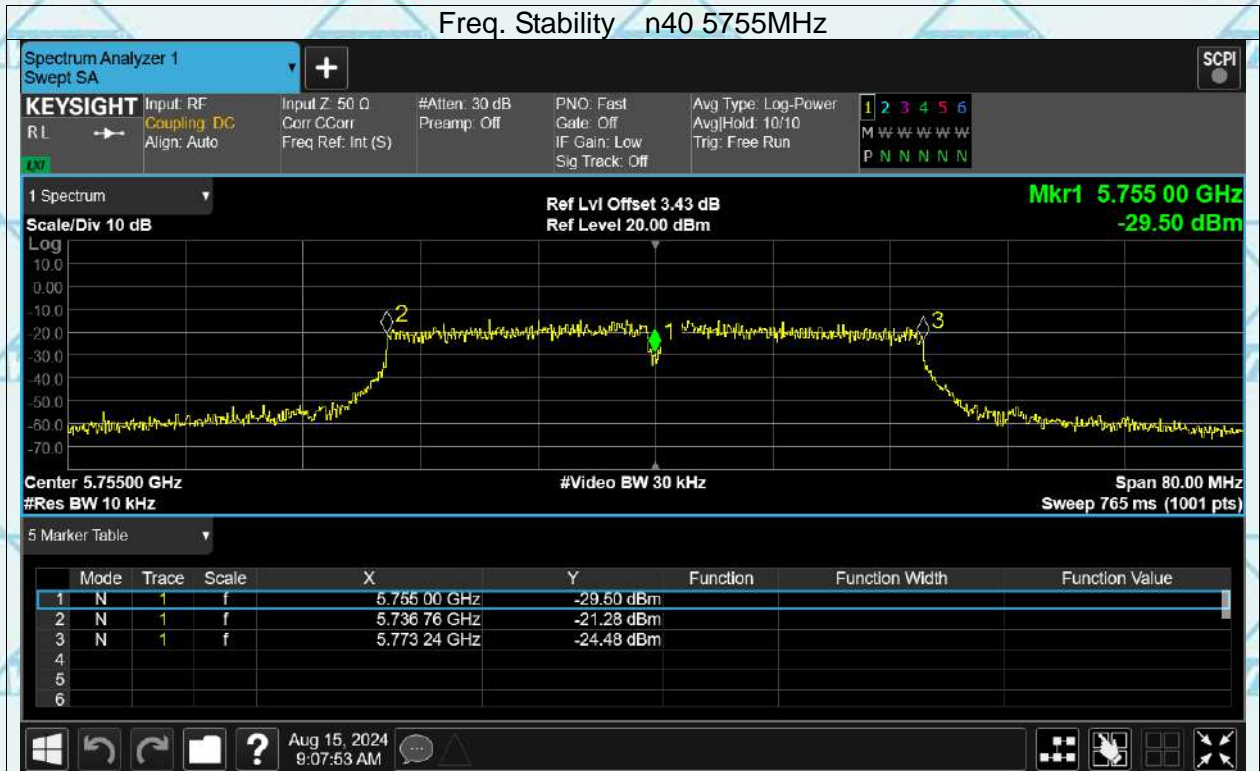 Freq. Stability n40 5755MHz
Spectrum Analyzer 1
Swept SA
SCPI
KEYSIGHT
RL
LXI
Input: RF
Coupling: DC
Align: Auto
Input Z: 50 Ω
Corr CCorr
Freq Ref: Int (S)
#Atten: 30 dB
Preamp: Off
PNO: Fast
Gate: Off
IF Gain: Low
Sig Track: Off
Avg Type: Log-Power
Avg|Hold: 10/10
Trig: Free Run
1 2 3 4 5 6
M W W W W W
P N N N N N
1 Spectrum
Scale/Div 10 dB
Ref Lvl Offset 3.43 dB
Ref Level 20.00 dBm
Mkr1 5.755 00 GHz
-29.50 dBm
Log
10.0
0.00
-10.0
-20.0
-30.0
-40.0
-50.0
-60.0
-70.0
2
1
3
Center 5.75500 GHz
#Video BW 30 kHz
Span 80.00 MHz
#Res BW 10 kHz
Sweep 765 ms (1001 pts)
5 Marker Table
Mode Trace Scale X Y Function Function Width Function Value
1 N 1 f 5.755 00 GHz -29.50 dBm
2 N 1 f 5.736 76 GHz -21.28 dBm
3 N 1 f 5.773 24 GHz -24.48 dBm
4
5
6
?
Aug 15, 2024
9:07:53 AM